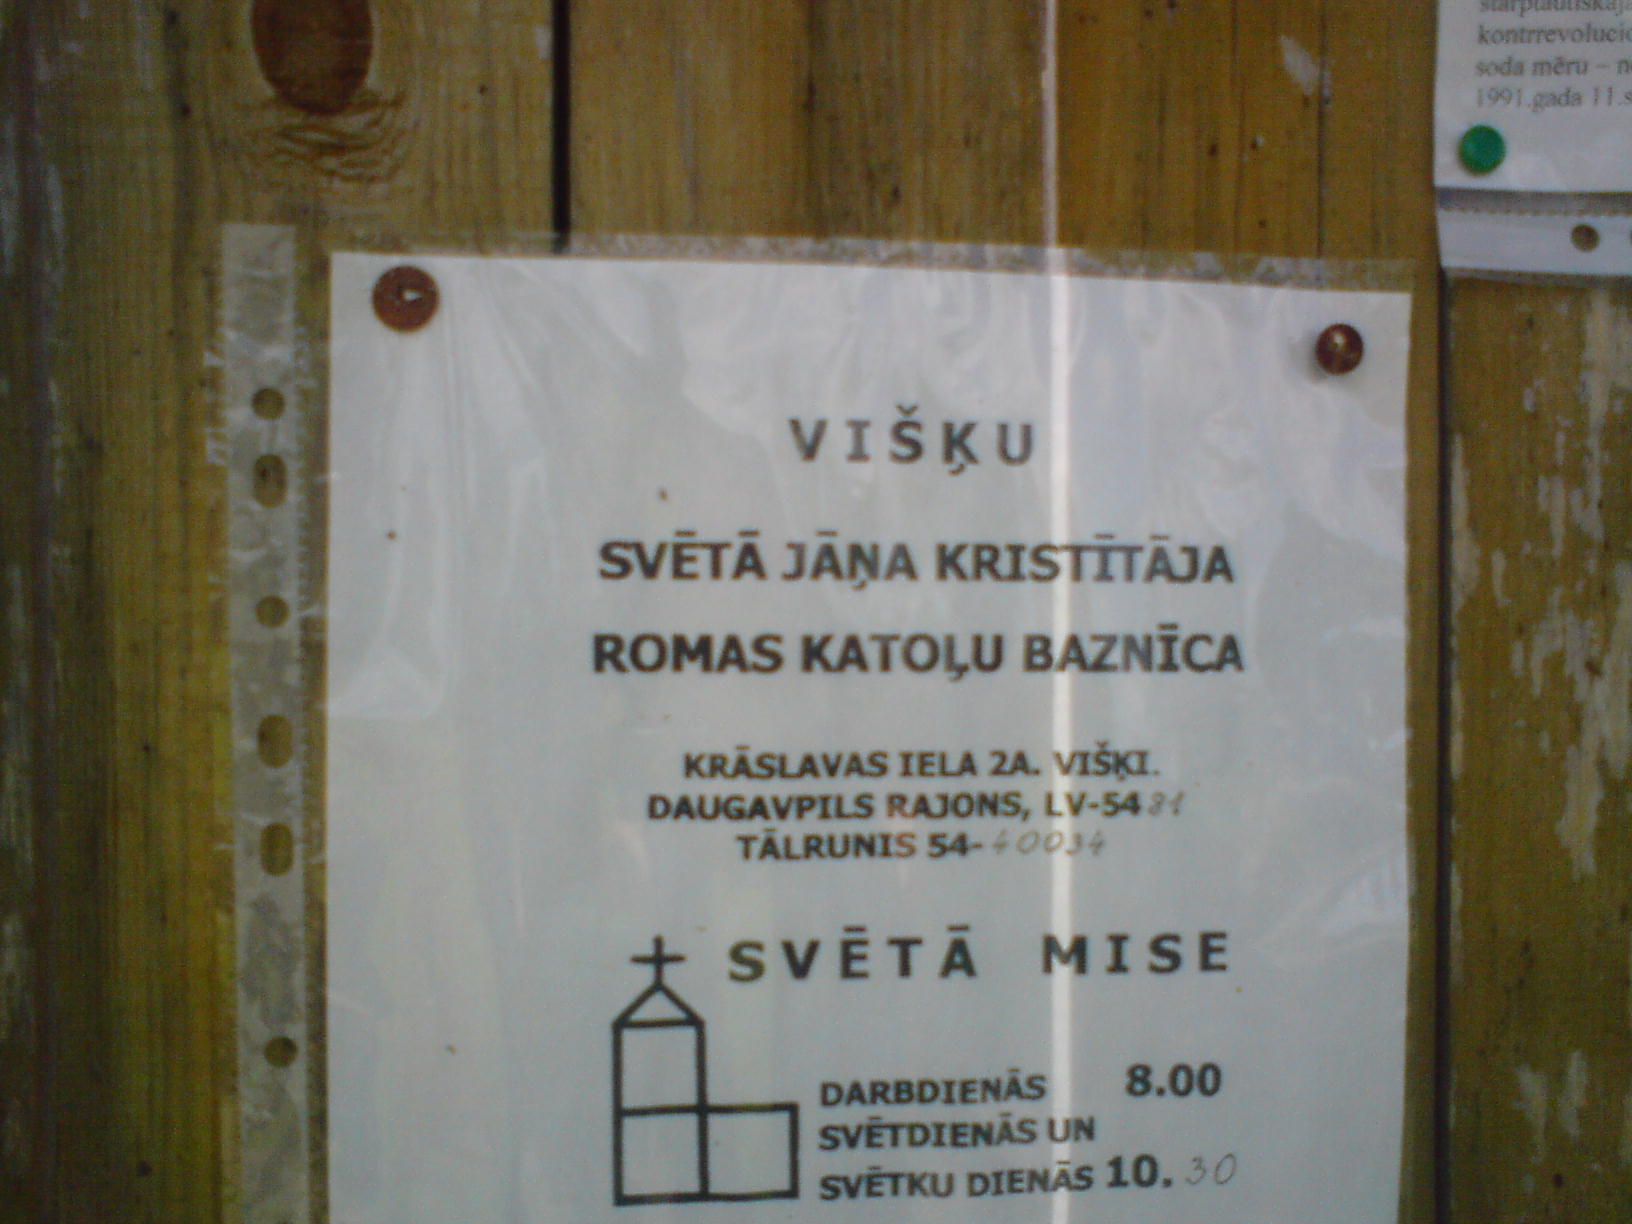 starptautiskaj
kontrrevolucio
soda mēru – n
1991.gada 11.s
VIŠĶU
SVĒTĀ JĀŅA KRISTĪTĀJA
ROMAS KATOĻU BAZNĪCA
KRĀSLAVAS IELA 2A. VIŠĶI.
DAUGAVPILS RAJONS, LV-5481
TĀLRUNIS 54-40034
SVĒTĀ MISE
DARBDIENĀS 8.00
SVĒTDIENĀS UN
SVĒTKU DIENĀS 10.30